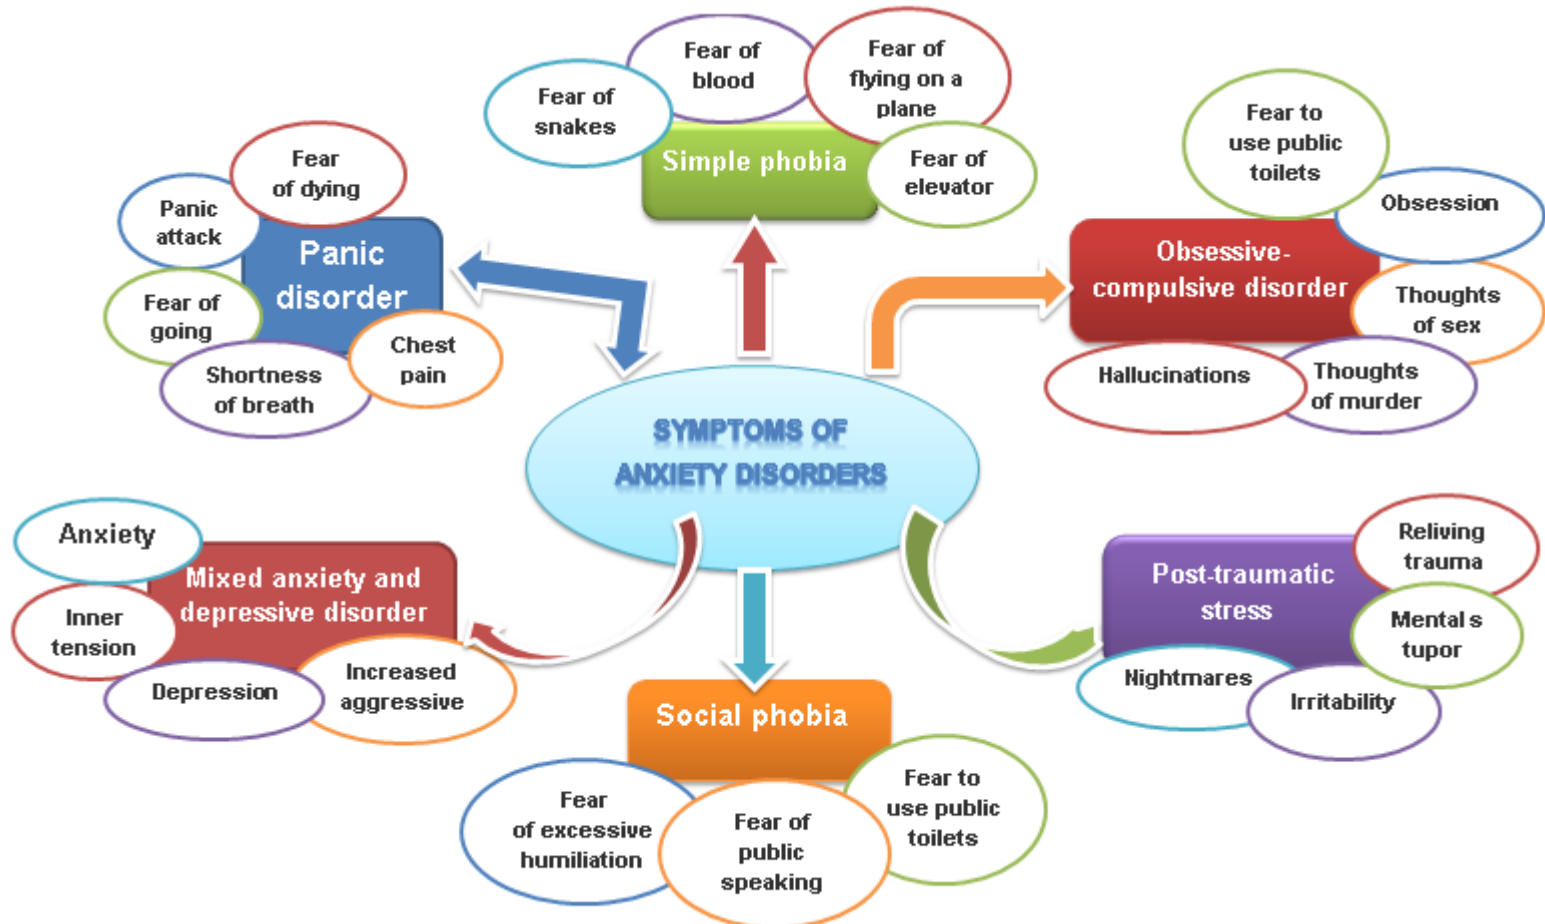 Fear of
blood
Fear of
flying on a
plane
Fear of
snakes
Simple phobia
Fear of
elevator
Fear
of dying
Panic
attack
Panic
disorder
Fear of
going
Shortness
of breath
Chest
pain
Fear to
use public
toilets
Obsession
Obsessive-
compulsive disorder
Thoughts
of sex
Hallucinations
Thoughts
of murder
SYMPTOMS OF
ANXIETY DISORDERS
Anxiety
Mixed anxiety and
depressive disorder
Inner
tension
Depression
Increased
aggressive
Reliving
trauma
Post-traumatic
stress
Mental s
tupor
Nightmares
Irritability
Social phobia
Fear
of excessive
humiliation
Fear of
public
speaking
Fear to
use public
toilets